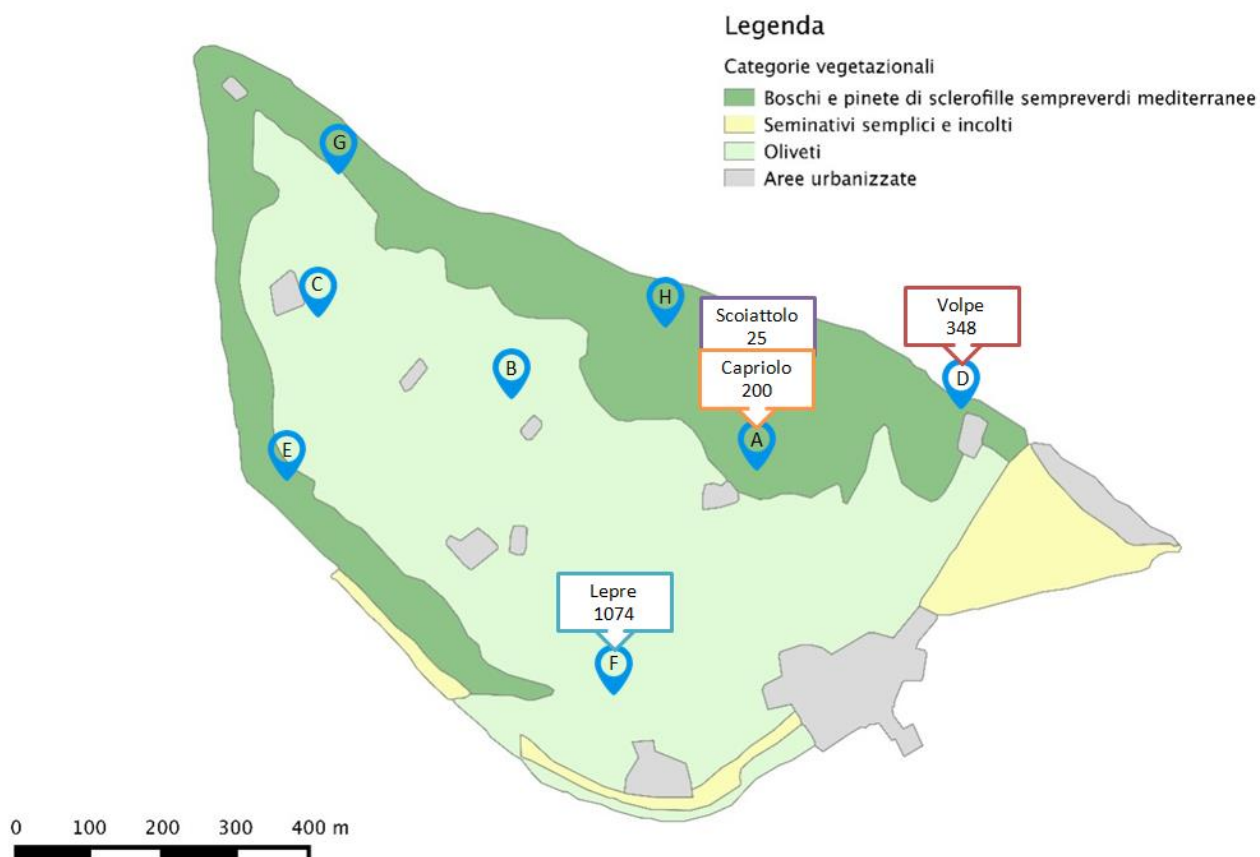 Legenda
Categorie vegetazionali
Boschi e pinete di sclerofille sempreverdi mediterranee
Seminativi semplici e incolti
Oliveti
Aree urbanizzate
G
C
H
Scoiattolo
25
Volpe
348
B
Capriolo
200
D
A
E
Lepre
1074
F
0 100 200 300 400 m